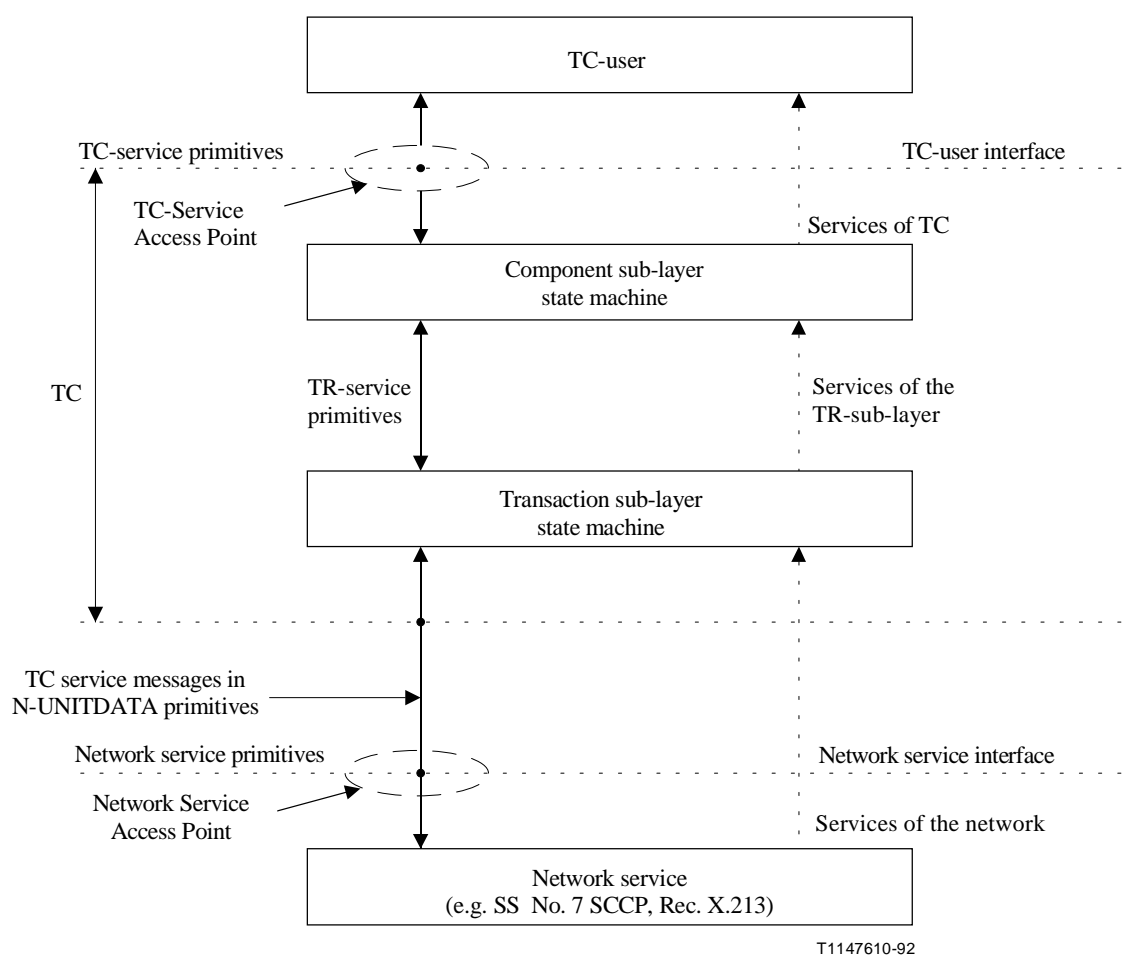 TC-user
TC-service primitives
TC-user interface
TC-Service
Access Point
Services of TC
Component sub-layer
state machine
TC
TR-service
primitives
Services of the
TR-sub-layer
Transaction sub-layer
state machine
TC service messages in
N-UNITDATA primitives
Network service primitives
Network service interface
Network Service
Access Point
Services of the network
Network service
(e.g. SS No. 7 SCCP, Rec. X.213)
T1147610-92